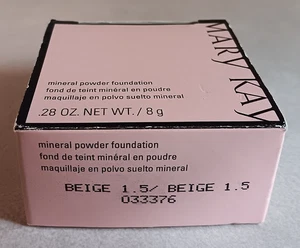 MARY KAY
mineral powder foundation
fond de teint minéral en poudre
maquillaje en polvo suelto mineral
.28 OZ. NET WT. / 8 g
mineral powder foundation
fond de teint minéral en poudre
maquillaje en polvo suelto mineral
BEIGE 1.5/ BEIGE 1.5
033376